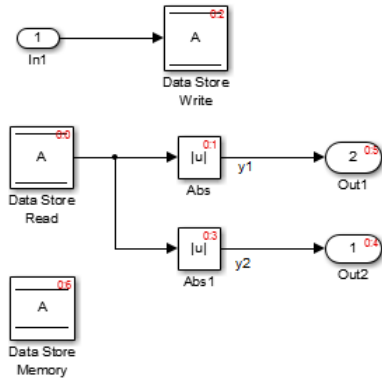 0:2
1
A
In1
Data Store
Write
0:0
A
0:1
|u|
y1
0:5
2
Data Store
Read
Abs
Out1
0:3
|u|
y2
0:4
1
Abs1
Out2
0:6
A
Data Store
Memory